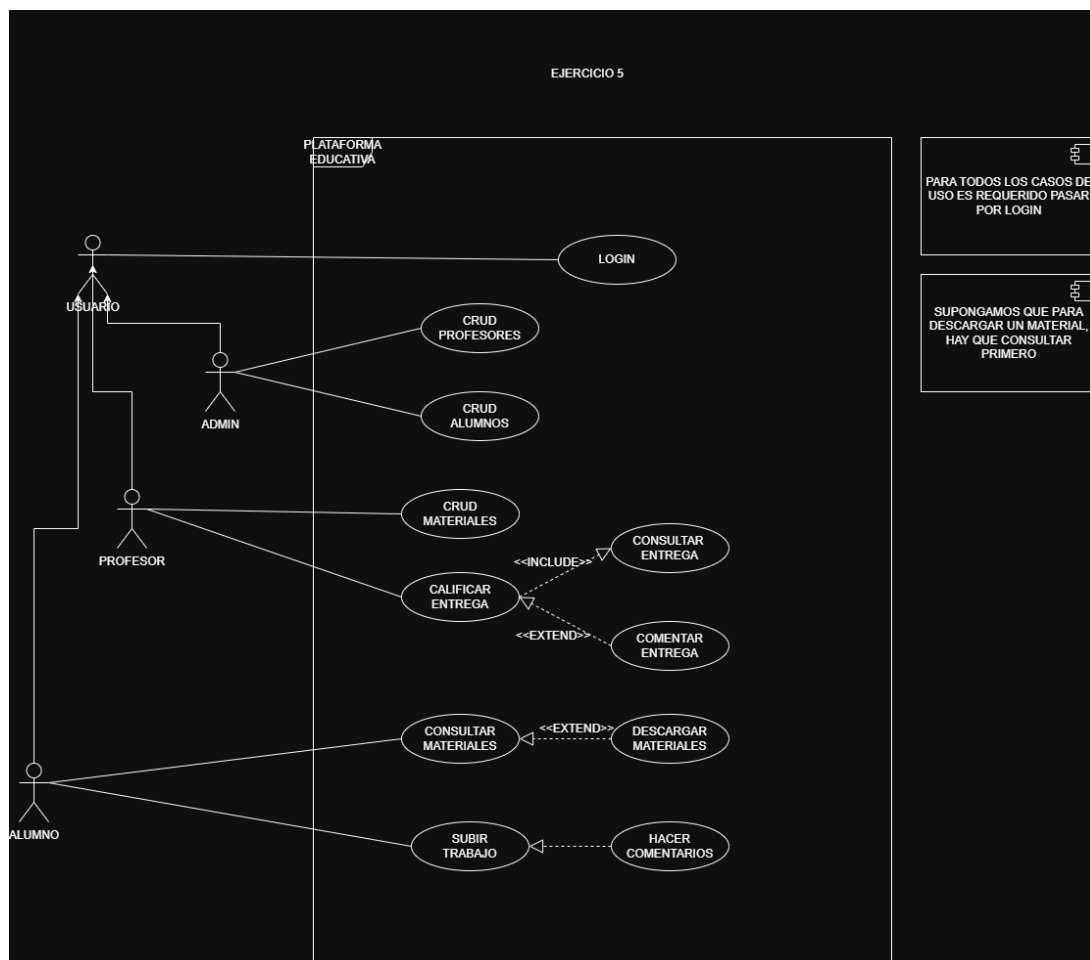 EJERCICIO 5
PLATAFORMA
EDUCATIVA
PARA TODOS LOS CASOS DE
USO ES REQUERIDO PASAR
POR LOGIN
LOGIN
USUARIO
SUPONGAMOS QUE PARA
DESCARGAR UN MATERIAL,
HAY QUE CONSULTAR
PRIMERO
CRUD
PROFESORES
ADMIN
CRUD
ALUMNOS
CRUD
MATERIALES
PROFESOR
CONSULTAR
ENTREGA
<<INCLUDE>>
CALIFICAR
ENTREGA
<<EXTEND>>
COMENTAR
ENTREGA
CONSULTAR
MATERIALES
<<EXTEND>>
DESCARGAR
MATERIALES
ALUMNO
SUBIR
TRABAJO
HACER
COMENTARIOS